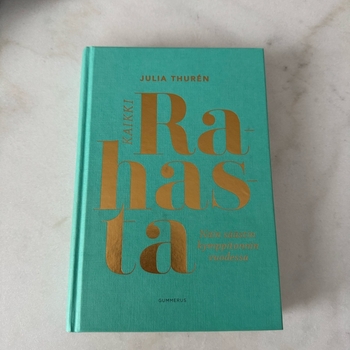 JULIA THURÉN
KAIKKI
Ra
has
ta
GUMMERUS